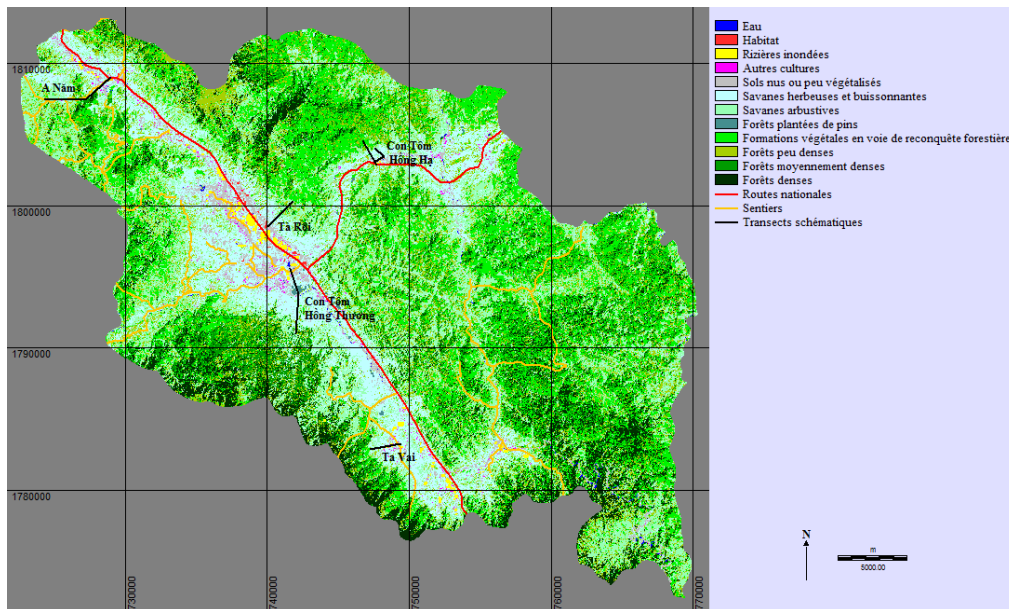 Eau
Habitat
Rizières inondées
Autres cultures
Sols nus ou peu végétalisés
Savanes herbeuses et buissonnantes
Savanes arbustives
Forêts plantées de pins
Formations végétales en voie de reconquête forestière
Forêts peu denses
Forêts moyennement denses
Forêts denses
Routes nationales
Sentiers
Transects schématiques
1810000
A Năm
Con Tôm
Hông Ha
1800000
Ta Rôi
Con Tôm
Hông Thương
1790000
Ta Vai
1780000
730000
740000
750000
760000
770000
N
m
5000.00